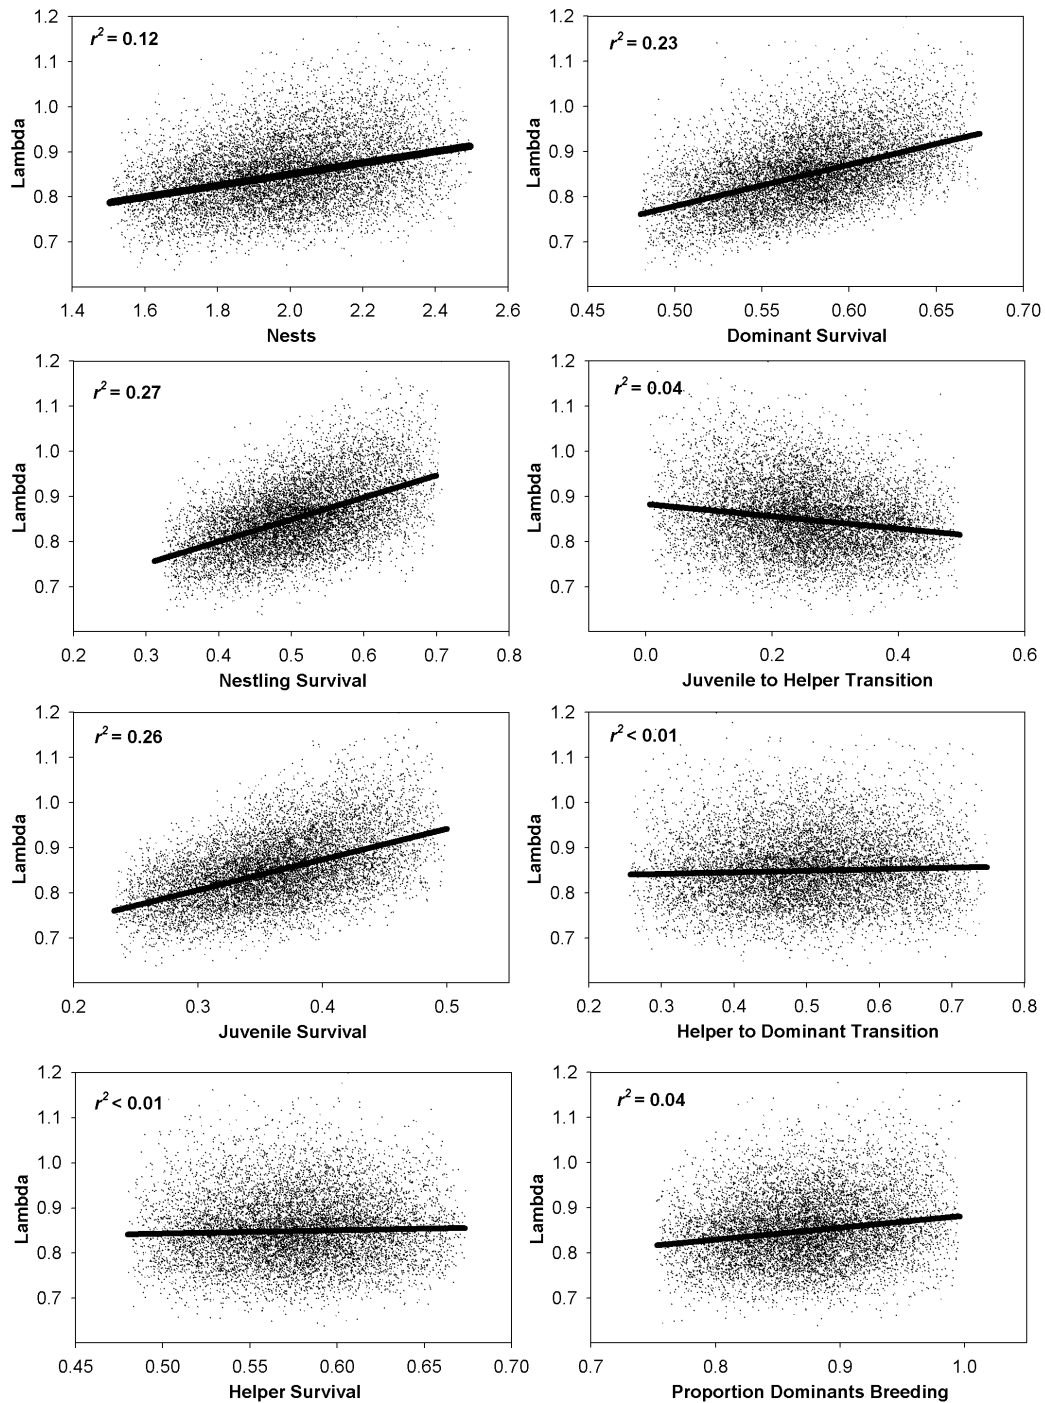 r² = 0.12
1.2
1.1
1.0
0.9
0.8
0.7
Lambda
1.4 1.6 1.8 2.0 2.2 2.4 2.6
Nests
r² = 0.23
1.2
1.1
1.0
0.9
0.8
0.7
Lambda
0.45 0.50 0.55 0.60 0.65 0.70
Dominant Survival
r² = 0.27
1.2
1.1
1.0
0.9
0.8
0.7
Lambda
0.2 0.3 0.4 0.5 0.6 0.7 0.8
Nestling Survival
r² = 0.04
1.2
1.1
1.0
0.9
0.8
0.7
Lambda
0.0 0.2 0.4 0.6
Juvenile to Helper Transition
r² = 0.26
1.2
1.1
1.0
0.9
0.8
0.7
Lambda
0.2 0.3 0.4 0.5
Juvenile Survival
r² < 0.01
1.2
1.1
1.0
0.9
0.8
0.7
Lambda
0.2 0.3 0.4 0.5 0.6 0.7 0.8
Helper to Dominant Transition
r² < 0.01
1.2
1.1
1.0
0.9
0.8
0.7
Lambda
0.45 0.50 0.55 0.60 0.65 0.70
Helper Survival
r² = 0.04
1.2
1.1
1.0
0.9
0.8
0.7
Lambda
0.7 0.8 0.9 1.0
Proportion Dominants Breeding